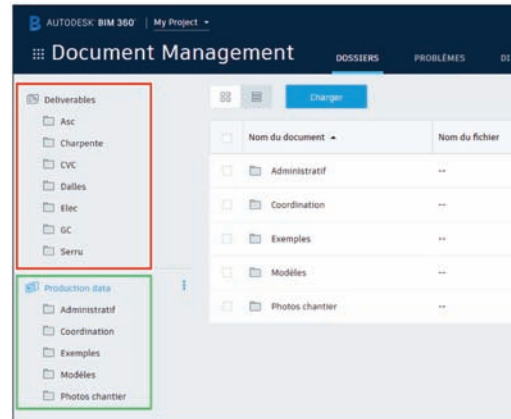 AUTODESK® BIM 360® My Project
Document Management DOSSIERS PROBLÈMES DI
Deliverables
Asc
Charpente
CVC
Dalles
Elec
GC
Serru
Production data
Administratif
Coordination
Exemples
Modèles
Photos chantier
Charger
Nom du document Nom du fichier
Administratif --
Coordination --
Exemples --
Modèles --
Photos chantier --